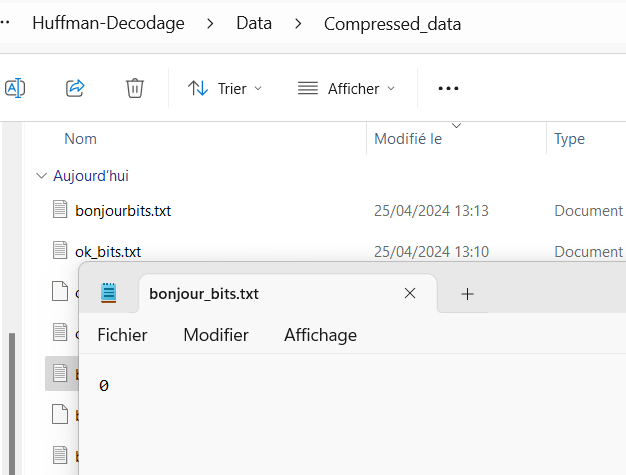 Huffman-Decodage > Data > Compressed_data
Trier Afficher
Nom Modifié le Type
Aujourd'hui
bonjourbits.txt 25/04/2024 13:13 Document
ok_bits.txt 25/04/2024 13:10 Document
bonjour_bits.txt
Fichier Modifier Affichage
0